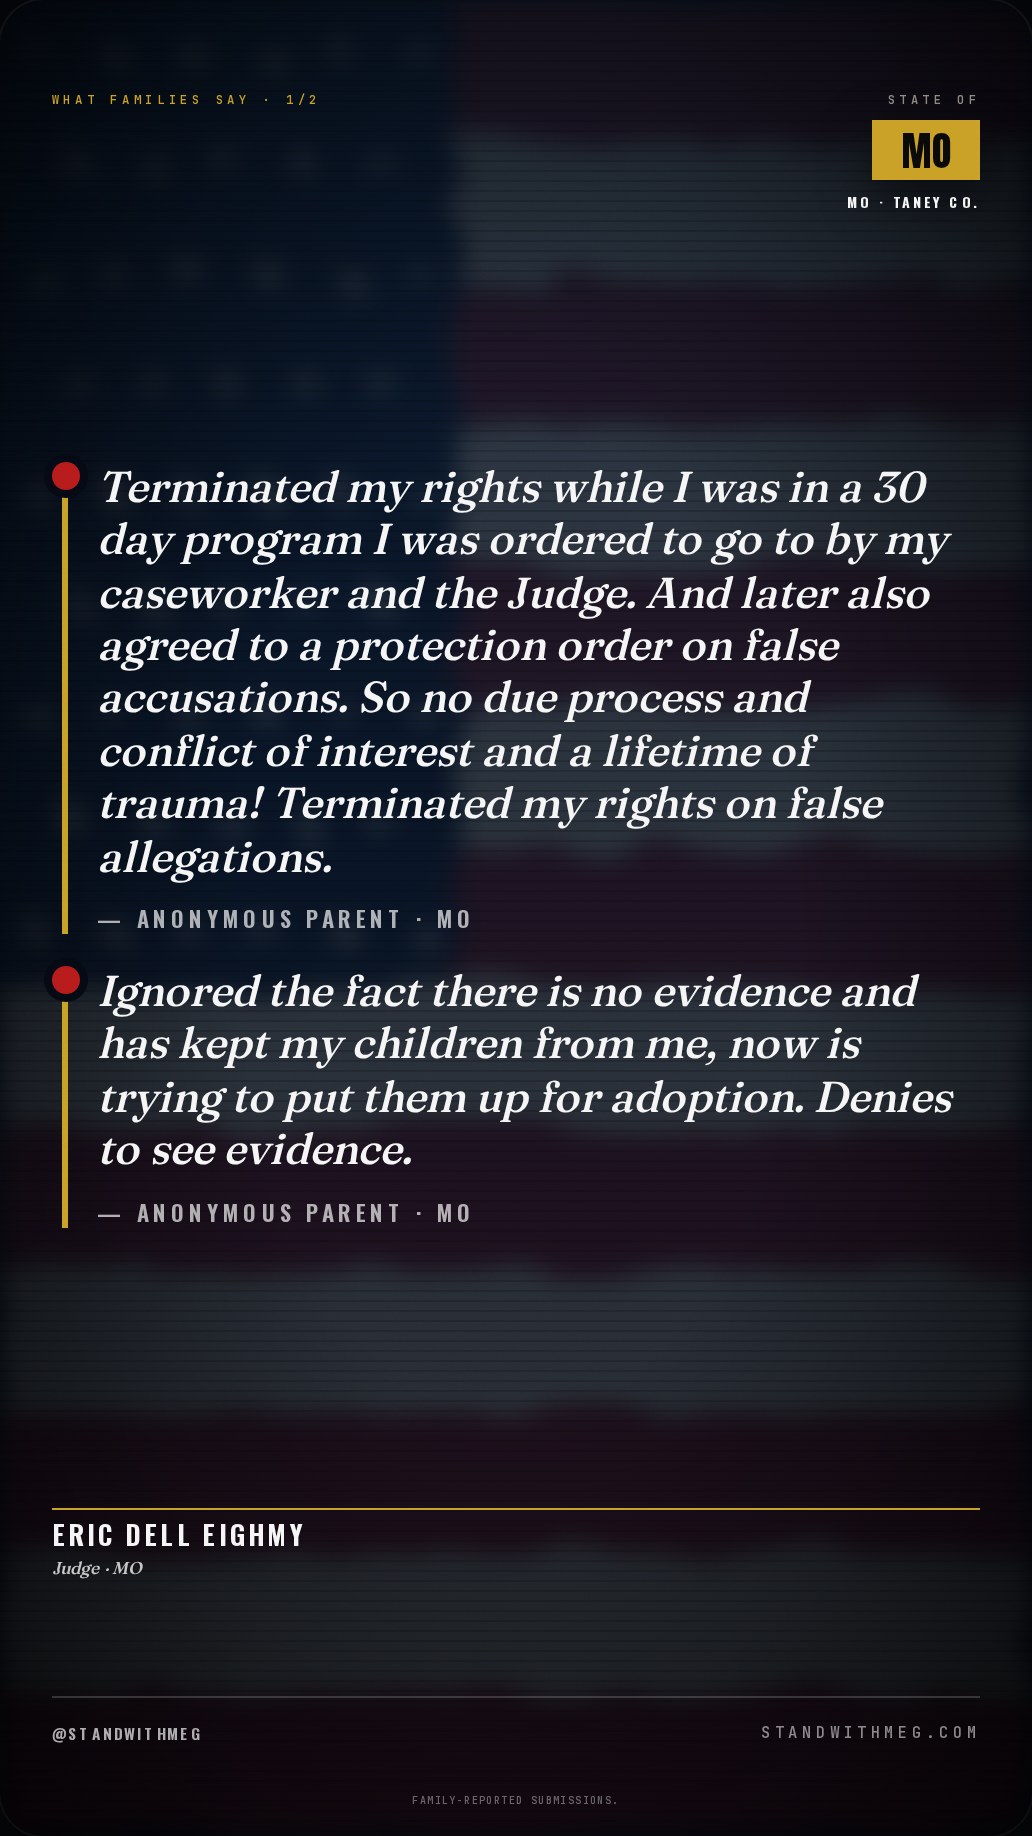 WHAT FAMILIES SAY · 1/2
STATE OF
MO
MO · TANEY CO.
Terminated my rights while I was in a 30
day program I was ordered to go to by my
caseworker and the Judge. And later also
agreed to a protection order on false
accusations. So no due process and
conflict of interest and a lifetime of
trauma! Terminated my rights on false
allegations.
— ANONYMOUS PARENT · MO
Ignored the fact there is no evidence and
has kept my children from me, now is
trying to put them up for adoption. Denies
to see evidence.
— ANONYMOUS PARENT · MO
ERIC DELL EIGHMY
Judge · MO
@STANDWITHMEG
STANDWITHMEG.COM
FAMILY-REPORTED SUBMISSIONS.